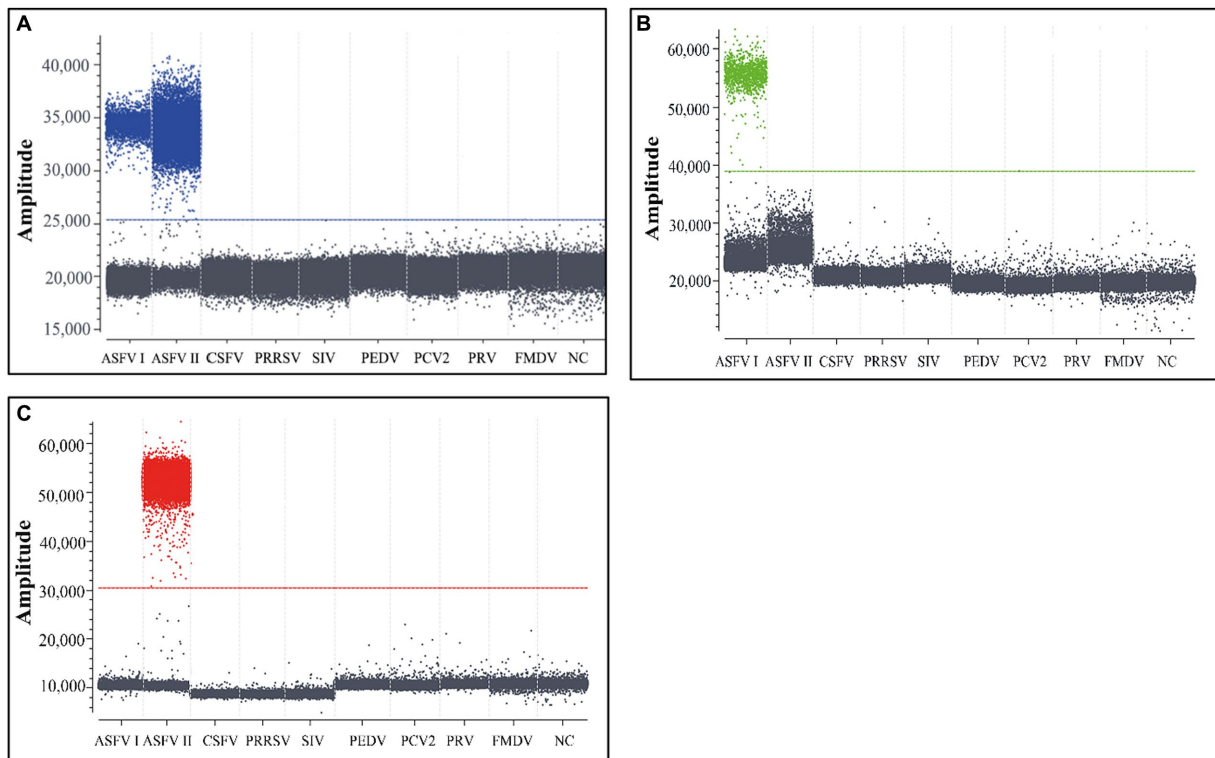 A
Amplitude
40,000
35,000
30,000
25,000
20,000
15,000
ASFV I ASFV II CSFV PRRSV SIV PEDV PCV2 PRV FMDV NC
B
Amplitude
60,000
50,000
40,000
30,000
20,000
ASFV I ASFV II CSFV PRRSV SIV PEDV PCV2 PRV FMDV NC
C
Amplitude
60,000
50,000
40,000
30,000
20,000
10,000
ASFV I ASFV II CSFV PRRSV SIV PEDV PCV2 PRV FMDV NC